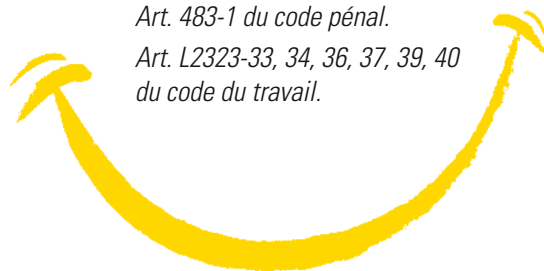 Art. 483-1 du code pénal.
Art. L2323-33, 34, 36, 37, 39, 40
du code du travail.